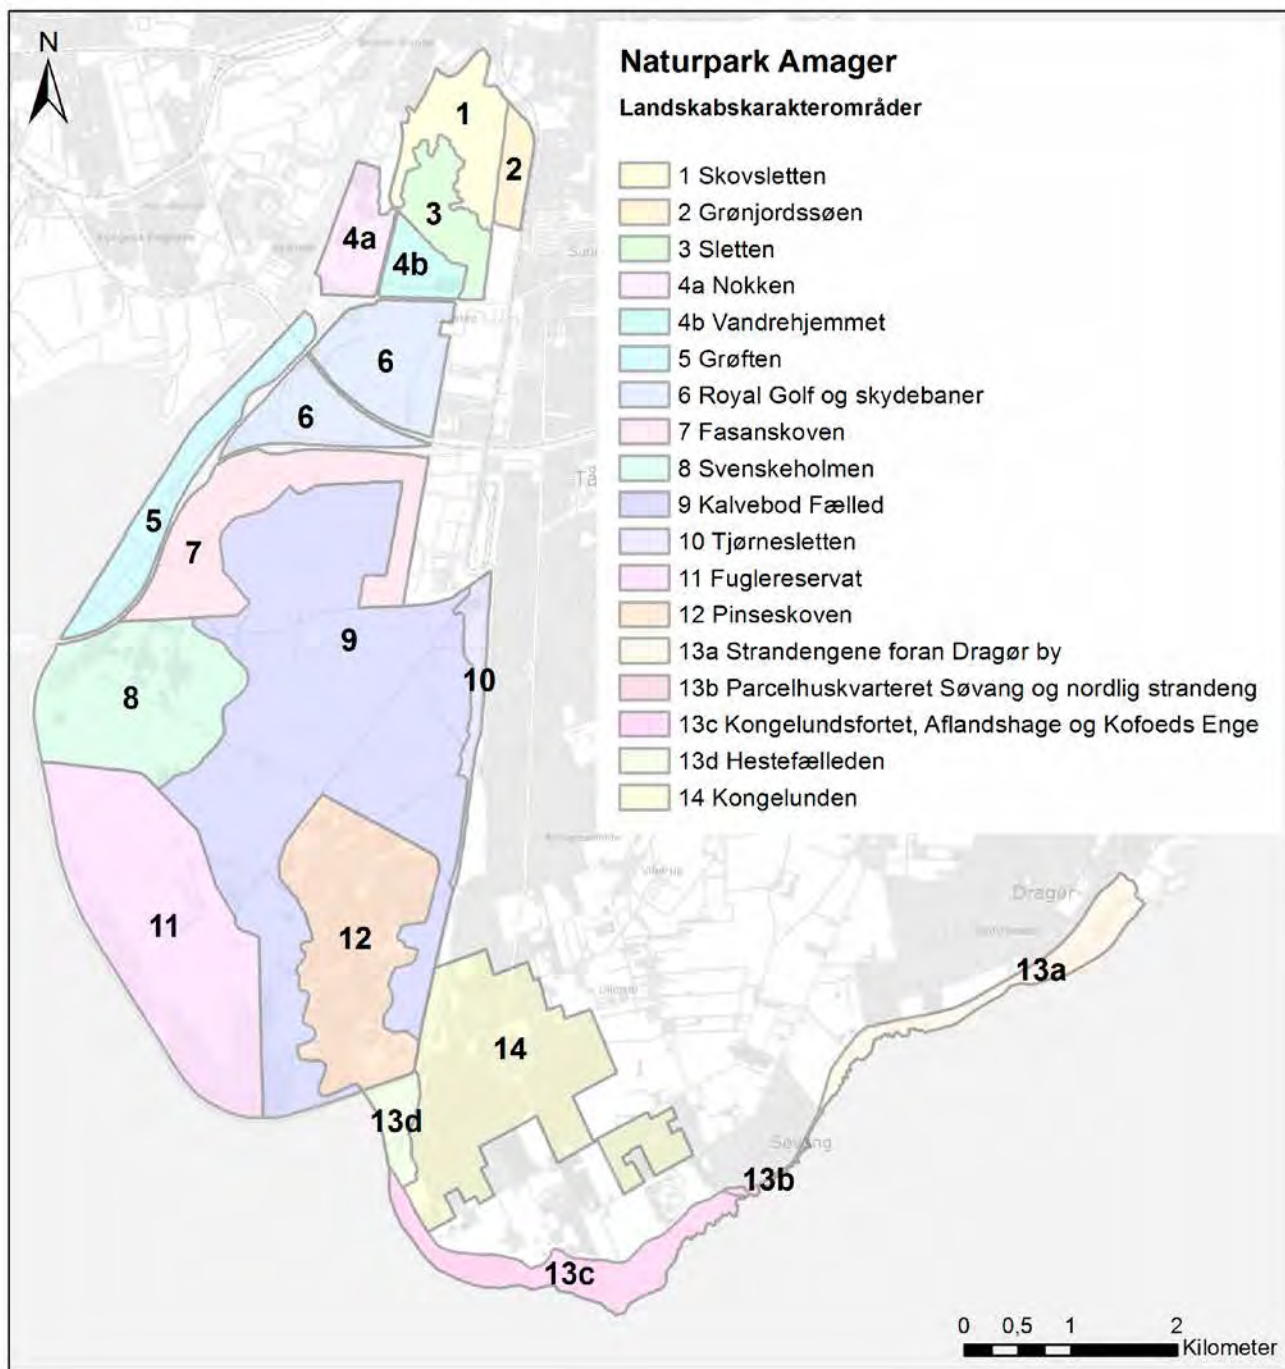 N
Naturpark Amager
Landskabskarakterområder
1 Skovsletten
2 Grønjordssøen
3 Sletten
4a Nokken
4b Vandrehjemmet
5 Grøften
6 Royal Golf og skydebaner
7 Fasanskoven
8 Svenskeholmen
9 Kalvebod Fælled
10 Tjørnesletten
11 Fuglereservat
12 Pinseskoven
13a Strandengene foran Dragør by
13b Parcelhuskvarteret Søvang og nordlig strandeng
13c Kongelundsfortet, Aflandshage og Kofoeds Enge
13d Hestefælleden
14 Kongelunden
1
2
3
4a
4b
6
6
5
7
9
10
8
11
12
Dragør
13a
14
13d
Søvang
13b
13c
0 0,5 1 2
Kilometer